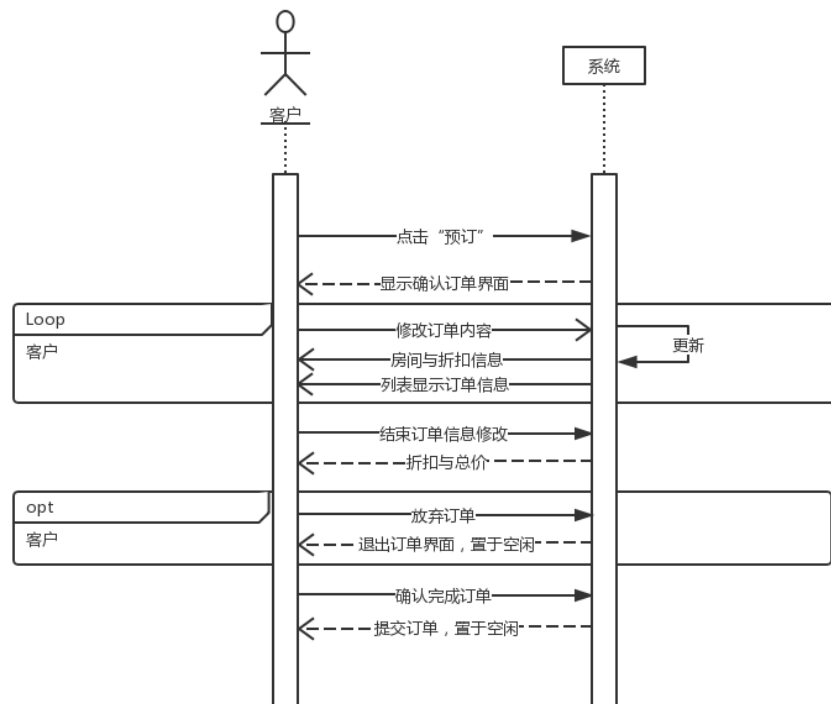 客户
系统
点击“预订”
显示确认订单界面
Loop
客户
修改订单内容
更新
房间与折扣信息
列表显示订单信息
结束订单信息修改
折扣与总价
opt
客户
放弃订单
退出订单界面，置于空闲
确认完成订单
提交订单，置于空闲